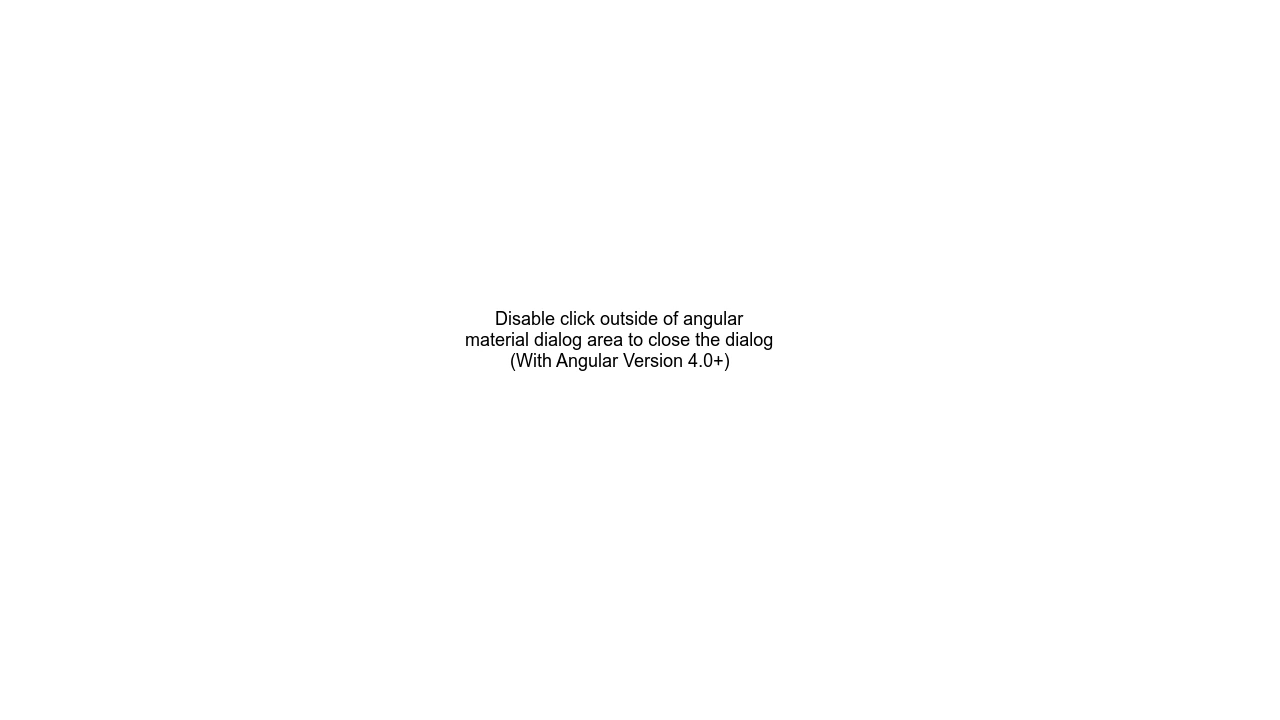 Disable click outside of angular
material dialog area to close the dialog
(With Angular Version 4.0+)